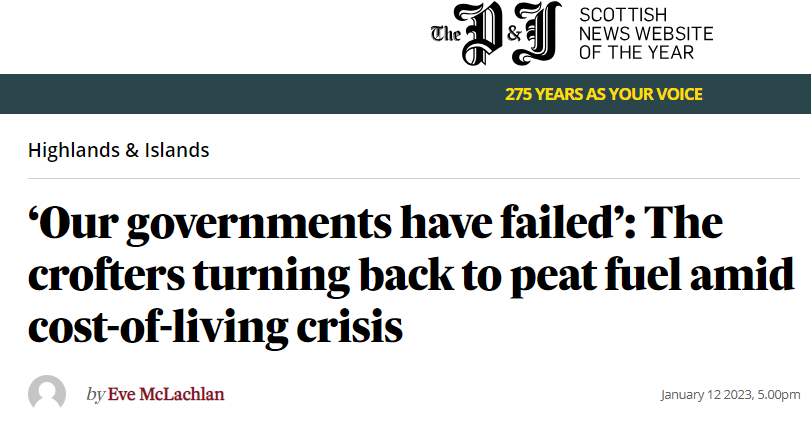 The P&J
SCOTTISH
NEWS WEBSITE
OF THE YEAR
275 YEARS AS YOUR VOICE
Highlands & Islands
‘Our governments have failed’: The
crofters turning back to peat fuel amid
cost-of-living crisis
by Eve McLachlan
January 12 2023, 5.00pm